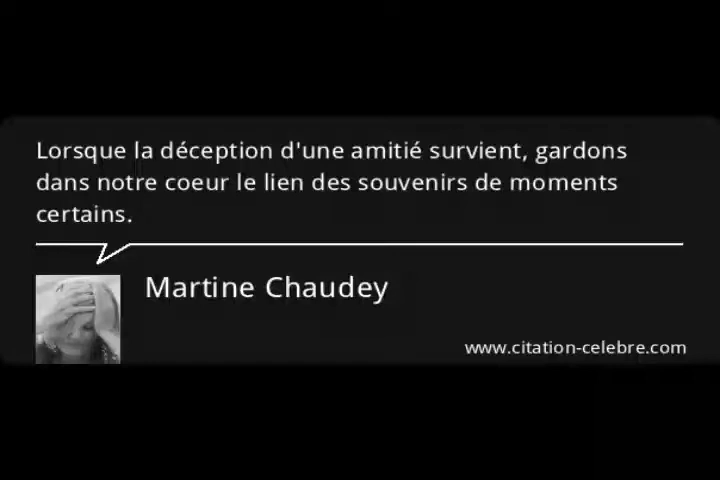 Lorsque la déception d'une amitié survient, gardons
dans notre coeur le lien des souvenirs de moments
certains.
Martine Chaudey
www.citation-celebre.com